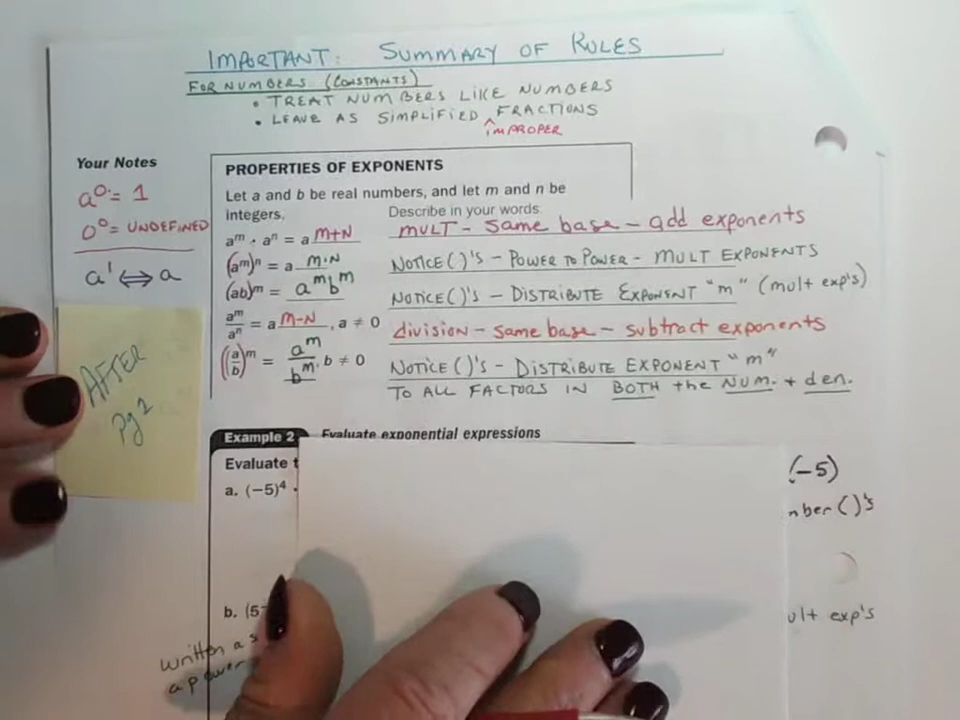 IMPORTANT: SUMMARY OF RULES
FOR NUMBERS (CONSTANTS)
• TREAT NUMBERS LIKE NUMBERS
• LEAVE AS SIMPLIFIED ^ FRACTIONS
IMPROPER
Your Notes
a⁰ = 1
0⁰ = UNDEFINED
a¹ ⟺ a
AFTER
pg 2
PROPERTIES OF EXPONENTS
Let a and b be real numbers, and let m and n be
integers.
Describe in your words
aᵐ · aⁿ = a M+N MULT - same base - add exponents
(aᵐ)ⁿ = a M·N NOTICE ( )'s - POWER TO POWER - MULT EXPONENTS
(ab)ᵐ = aᵐbᵐ NOTICE ( )'s - DISTRIBUTE EXPONENT "m" (mult exp's)
aᵐ/aⁿ = a M-N , a ≠ 0 division - same base - subtract exponents
(a/b)ᵐ = aᵐ/bᵐ , b ≠ 0 NOTICE ( )'s - DISTRIBUTE EXPONENT "m"
TO ALL FACTORS IN BOTH the NUM. + den.
Example 2 Evaluate exponential expressions
Evaluate
(-5)
a. (−5)⁴ ·
( )'s
b. (5
exp's
written a
a power